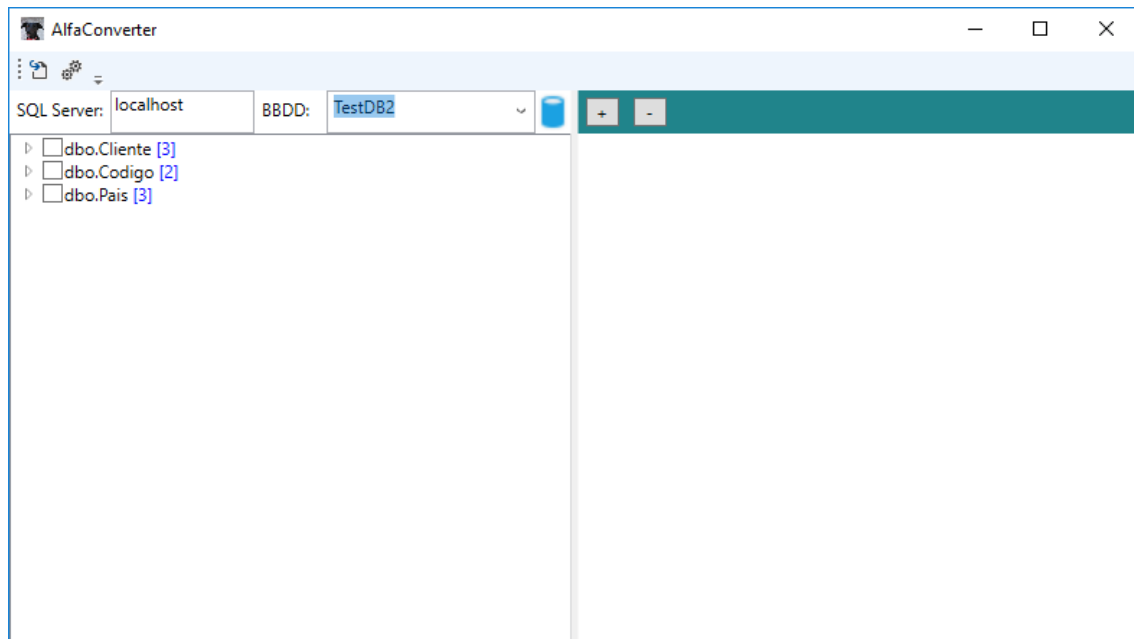 AlfaConverter
SQL Server: localhost BBDD: TestDB2 + -
dbo.Cliente [3]
dbo.Codigo [2]
dbo.Pais [3]